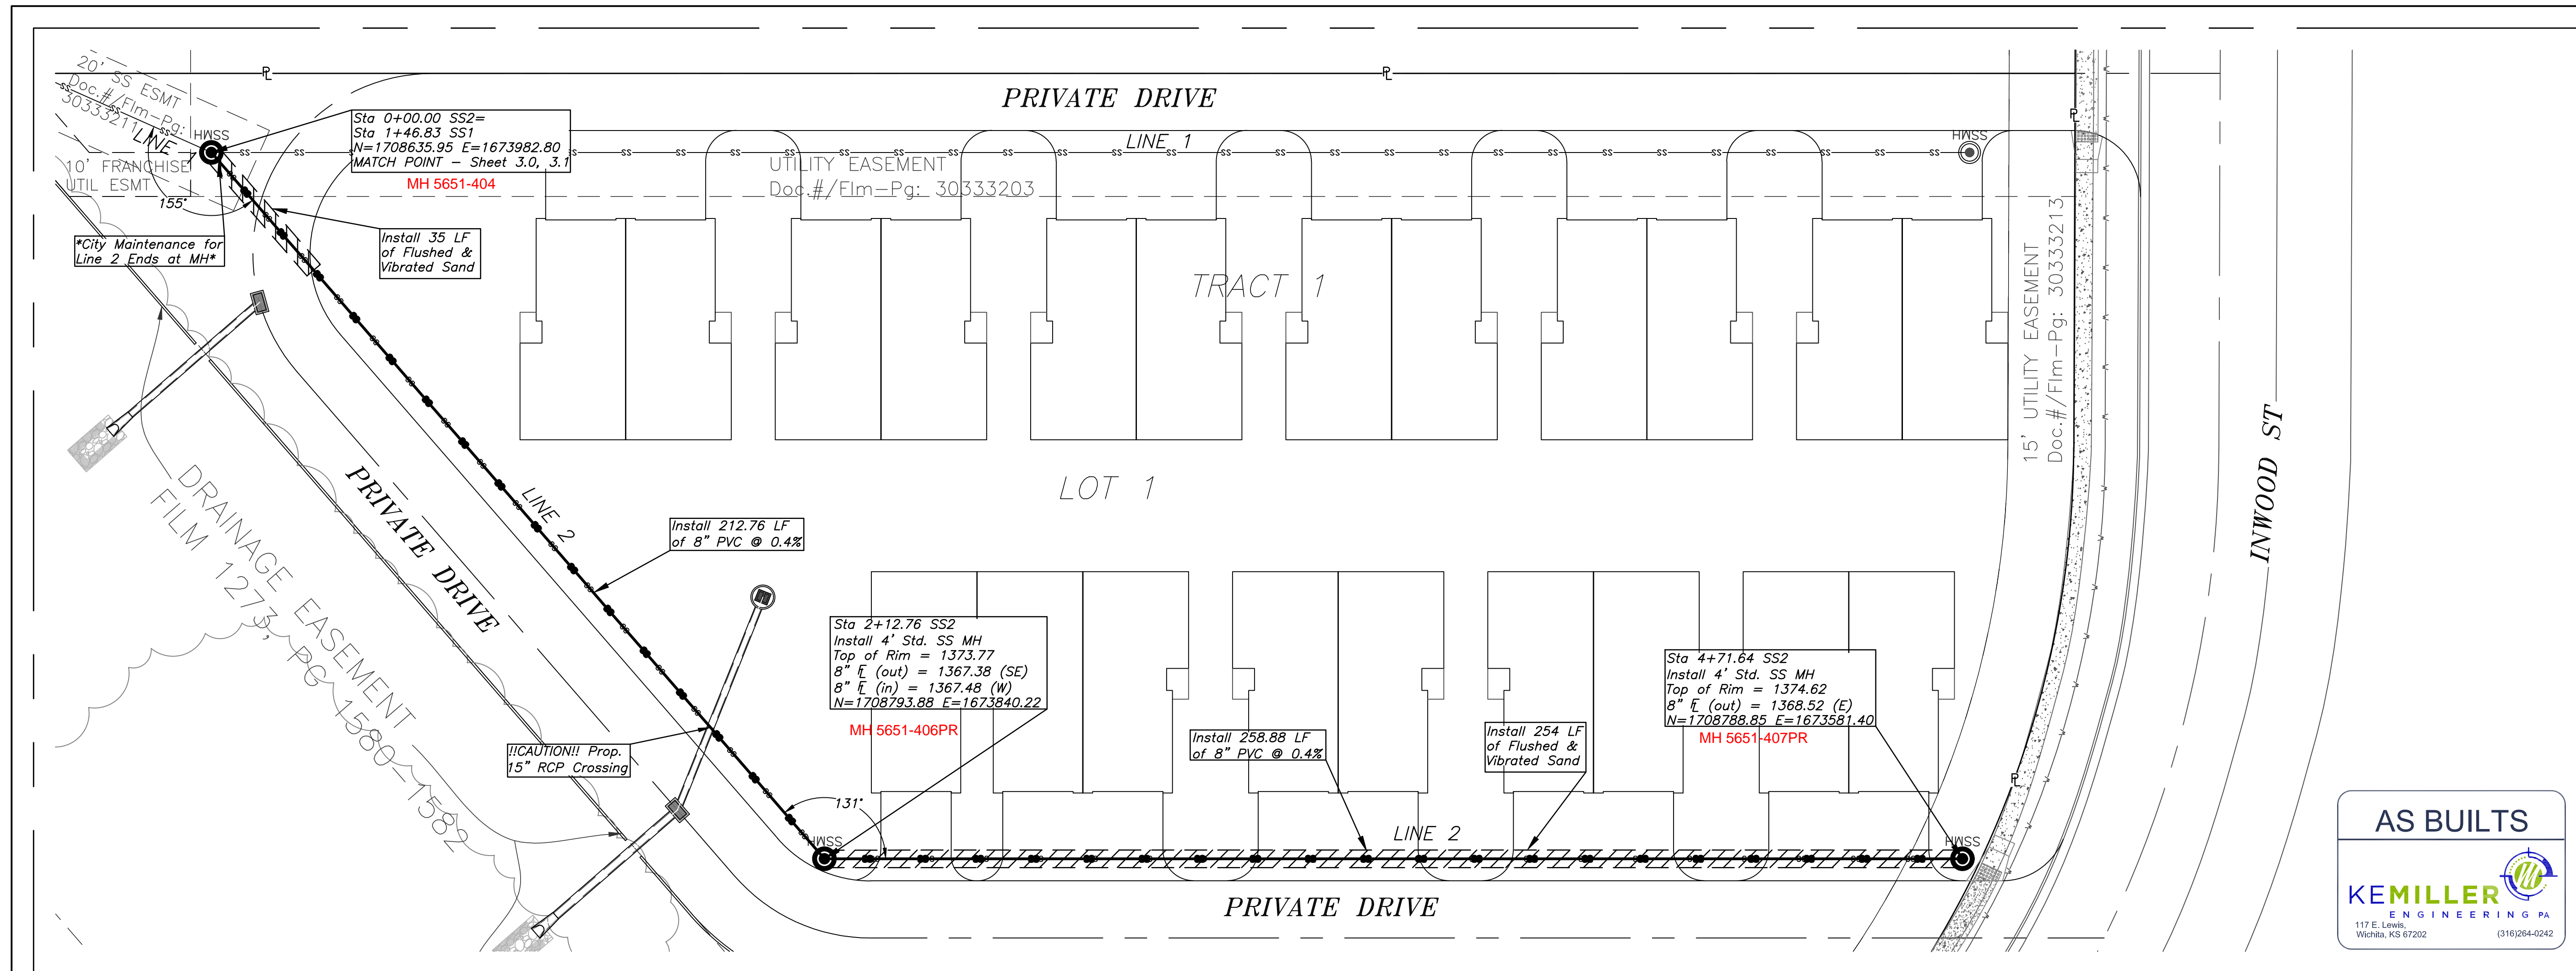 20' SS ESMT
Doc.#/Flm-Pg:
30333211
LINE 1
SSMH
10' FRANCHISE
UTIL ESMT
155°
Sta 0+00.00 SS2=
Sta 1+46.83 SS1
N=1708635.95 E=1673982.80
MATCH POINT – Sheet 3.0, 3.1
MH 5651-404
*City Maintenance for
Line 2 Ends at MH*
Install 35 LF
of Flushed &
Vibrated Sand
PRIVATE DRIVE
LINE 1
SSMH
UTILITY EASEMENT
Doc.#/Flm-Pg: 30333203
TRACT 1
LOT 1
15' UTILITY EASEMENT
Doc.#/Flm-Pg: 30333213
INWOOD ST
PRIVATE DRIVE
LINE 2
DRAINAGE EASEMENT
FILM 1273, PG 1580-1582
Install 212.76 LF
of 8" PVC @ 0.4%
!!CAUTION!! Prop.
15" RCP Crossing
Sta 2+12.76 SS2
Install 4' Std. SS MH
Top of Rim = 1373.77
8" FL (out) = 1367.38 (SE)
8" FL (in) = 1367.48 (W)
N=1708793.88 E=1673840.22
MH 5651-406PR
131°
SSMH
Install 258.88 LF
of 8" PVC @ 0.4%
Install 254 LF
of Flushed &
Vibrated Sand
LINE 2
Sta 4+71.64 SS2
Install 4' Std. SS MH
Top of Rim = 1374.62
8" FL (out) = 1368.52 (E)
N=1708788.85 E=1673581.40
MH 5651-407PR
SSMH
PRIVATE DRIVE
AS BUILTS
KEMILLER
ENGINEERING PA
117 E. Lewis,
Wichita, KS 67202
(316)264-0242